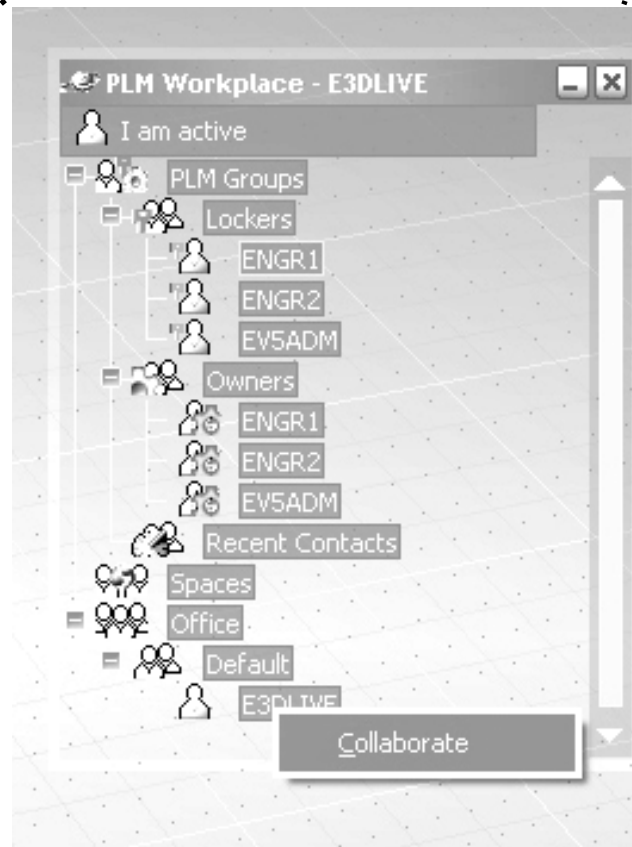 PLM Workplace - E3DLIVE
I am active
PLM Groups
Lockers
ENGR1
ENGR2
EV5ADM
Owners
ENGR1
ENGR2
EV5ADM
Recent Contacts
Spaces
Office
Default
E3DLIVE
Collaborate